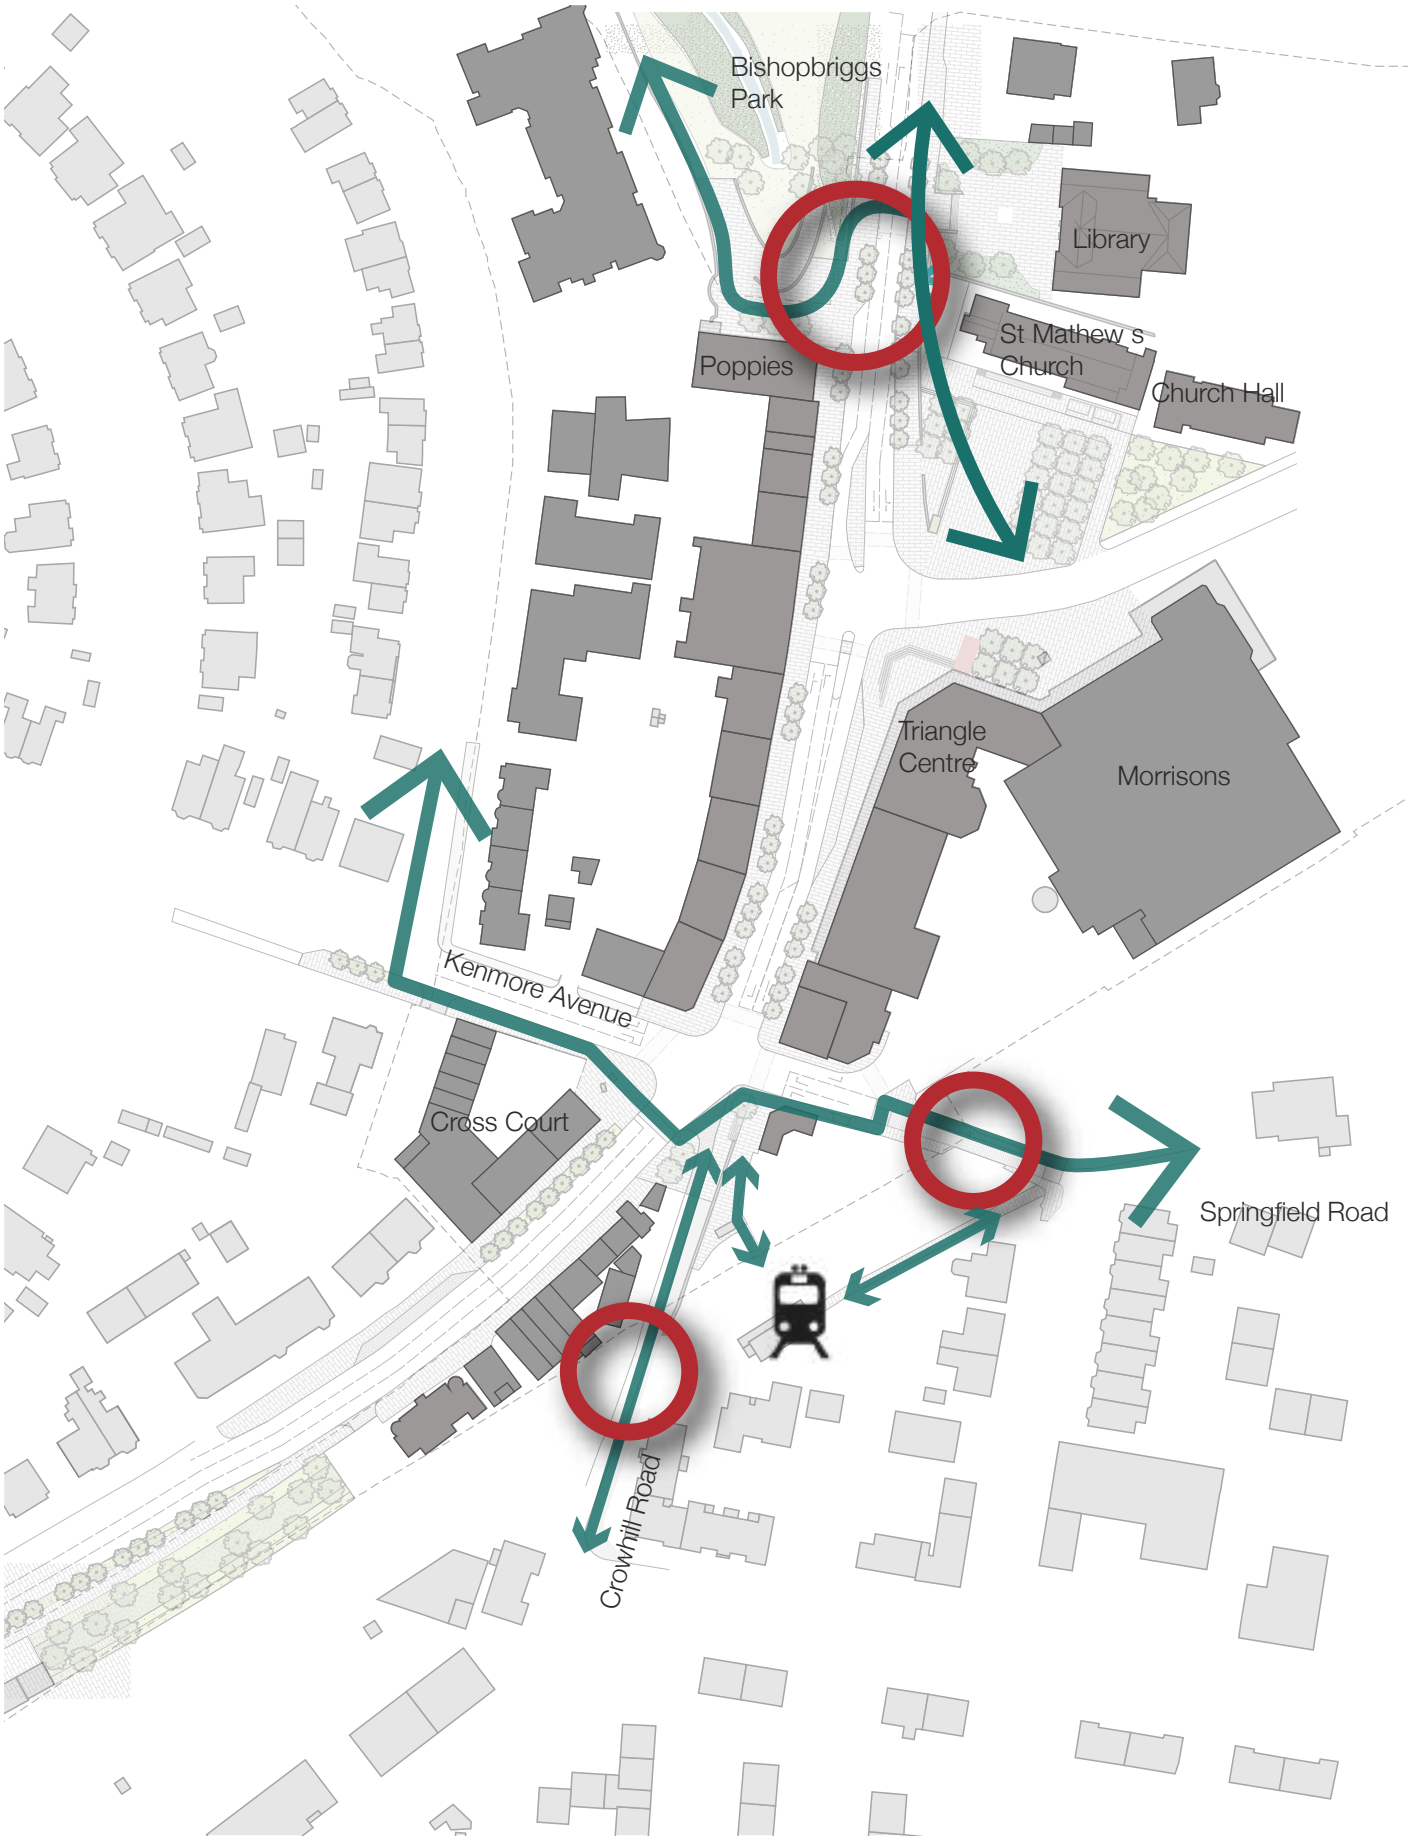 Bishopbriggs
Park
Library
St Mathew s
Church
Poppies
Church Hall
Triangle
Centre
Morrisons
Kenmore Avenue
Cross Court
Springfield Road
Crowhill Road